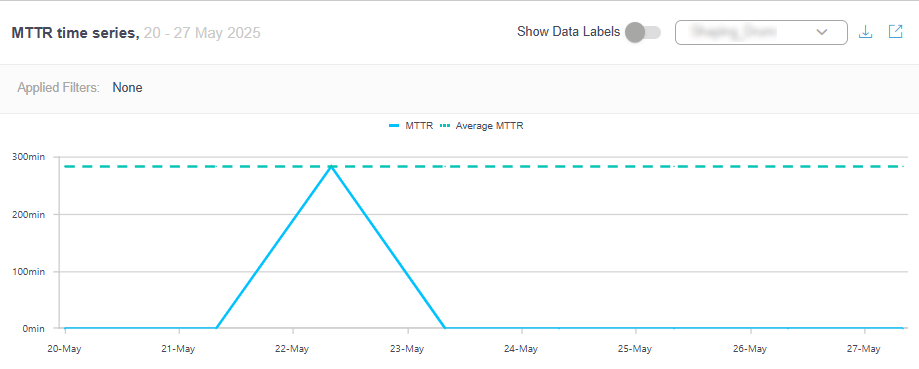 MTTR time series, 20 - 27 May 2025
Show Data Labels
Applied Filters: None
MTTR Average MTTR
300min
200min
100min
0min
20-May 21-May 22-May 23-May 24-May 25-May 26-May 27-May